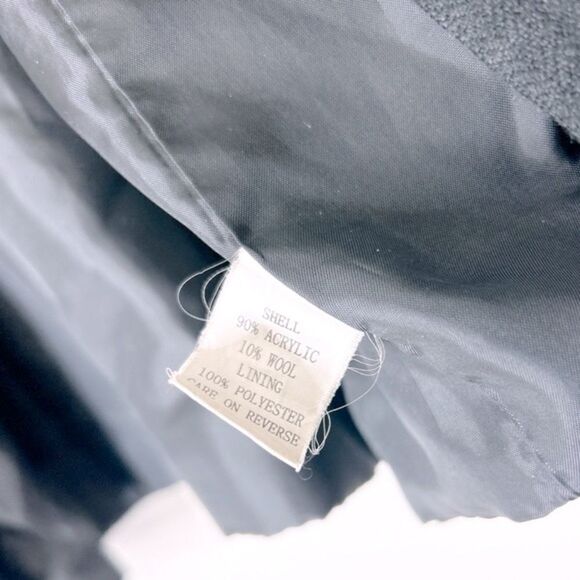 SHELL
90% ACRYLIC
10% WOOL
LINING
100% POLYESTER
CARE ON REVERSE